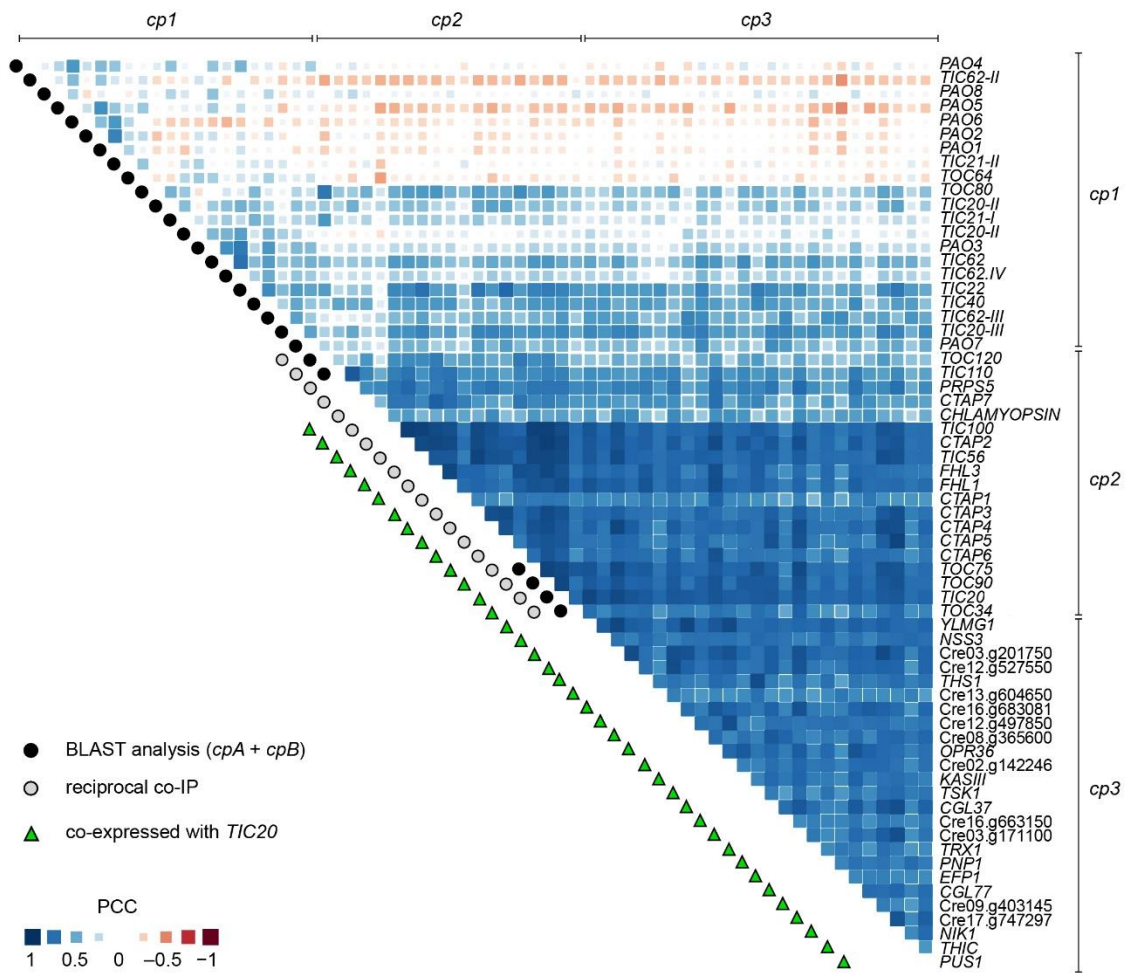 cp1 cp2 cp3
PAO4
TIC62-II
PAO8
PAO5
PAO6
PAO2
PAO1
TIC21-II
TOC64
TOC80
TIC20-II
TIC21-I
TIC20-II
PAO3
TIC62
TIC62.IV
TIC22
TIC40
TIC62-III
TIC20-III
PAO7
cp1
TOC120
TIC110
PRPS5
CTAP7
CHLAMYOPSIN
TIC100
CTAP2
TIC56
FHL3
FHL1
CTAP1
CTAP3
CTAP4
CTAP5
CTAP6
TOC75
TOC90
TIC20
TOC34
cp2
YLMG1
NSS3
Cre03.g201750
Cre12.g527550
THS1
Cre13.g604650
Cre16.g683081
Cre12.g497850
Cre08.g365600
OPR36
Cre02.g142246
KASIII
TSK1
CGL37
Cre16.g663150
Cre03.g171100
TRX1
PNP1
EFP1
CGL77
Cre09.g403145
Cre17.g747297
NIK1
THIC
PUS1
cp3
BLAST analysis (cpA + cpB)
reciprocal co-IP
co-expressed with TIC20
PCC
1 0.5 0 –0.5 –1